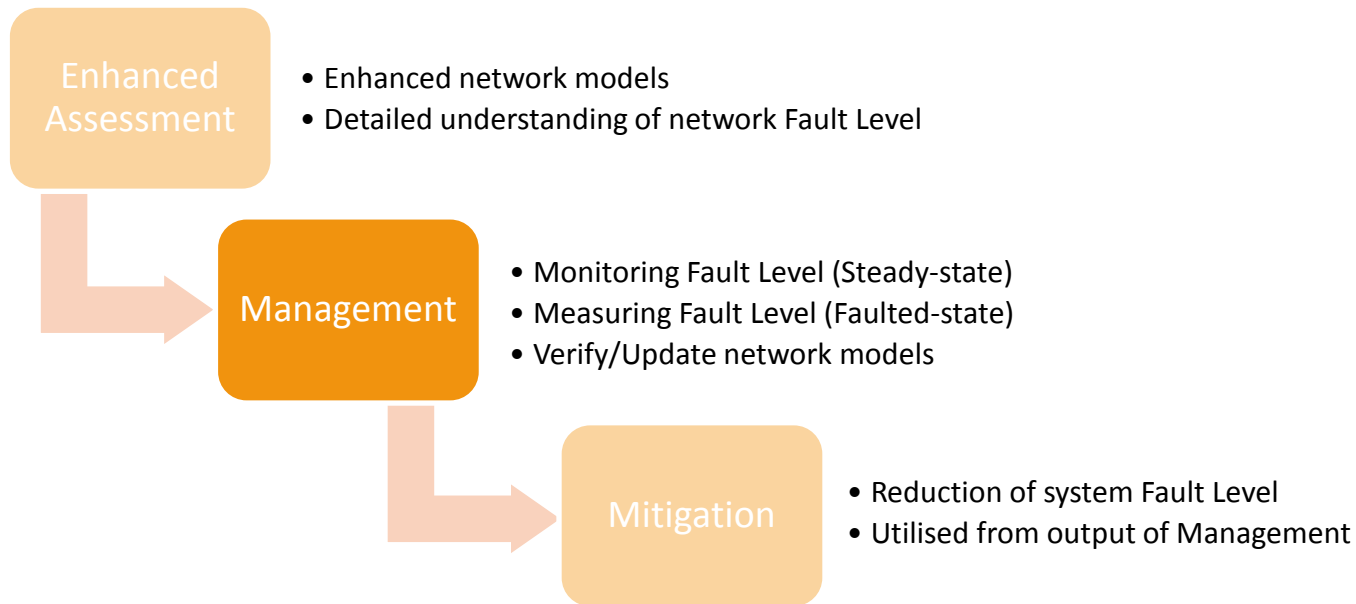 Enhanced
Assessment
• Enhanced network models
• Detailed understanding of network Fault Level
Management
• Monitoring Fault Level (Steady-state)
• Measuring Fault Level (Faulted-state)
• Verify/Update network models
Mitigation
• Reduction of system Fault Level
• Utilised from output of Management